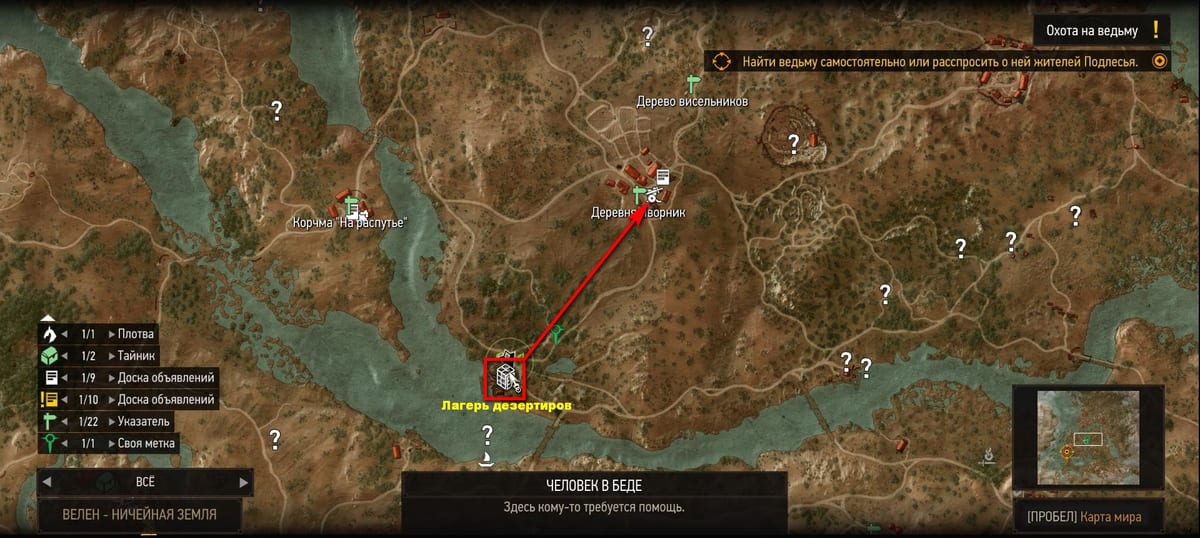 Охота на ведьму
Найти ведьму самостоятельно или расспросить о ней жителей Подлесья.
Дерево висельников
Корчма "На распутье"
Лагерь дезертиров
1/1 Плотва
1/2 Тайник
1/9 Доска объявлений
1/10 Доска объявлений
1/22 Указатель
1/1 Своя метка
ВСЁ
ВЕЛЕН - НИЧЕЙНАЯ ЗЕМЛЯ
ЧЕЛОВЕК В БЕДЕ
Здесь кому-то требуется помощь.
[ПРОБЕЛ] Карта мира